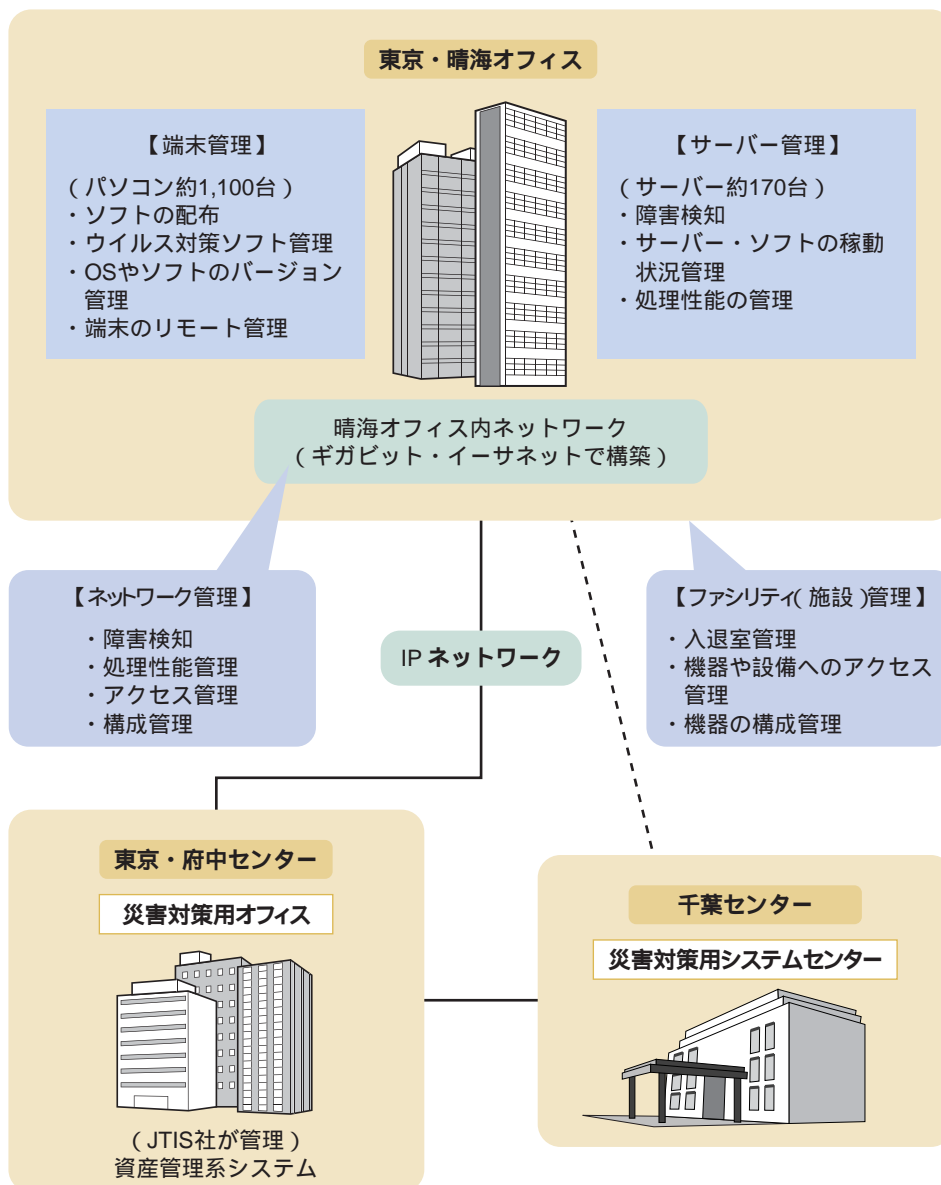 東京・晴海オフィス
【端末管理】
（パソコン約1,100台）
・ソフトの配布
・ウイルス対策ソフト管理
・OSやソフトのバージョン
管理
・端末のリモート管理
【サーバー管理】
（サーバー約170台）
・障害検知
・サーバー・ソフトの稼動
状況管理
・処理性能の管理
晴海オフィス内ネットワーク
（ギガビット・イーサネットで構築）
【ネットワーク管理】
・障害検知
・処理性能管理
・アクセス管理
・構成管理
IP ネットワーク
【ファシリティ（施設）管理】
・入退室管理
・機器や設備へのアクセス
管理
・機器の構成管理
東京・府中センター
災害対策用オフィス
（JTIS社が管理）
資産管理系システム
千葉センター
災害対策用システムセンター